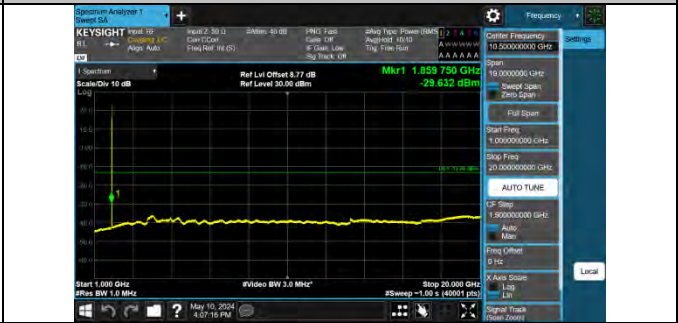 Spectrum Analyzer 1
Swept SA
+
Frequency
KEYSIGHT
Input: RF
Coupling: DC
Align: Auto
Input Z: 50 Ω
Corr CCorr
Freq Ref: Int (S)
#Atten: 40 dB
PNO: Fast
Gate: Off
IF Gain: Low
Sig Track: Off
#Avg Type: Power (RMS
Avg|Hold: 10/10
Trig: Free Run
1 Spectrum
Scale/Div 10 dB
Log
Ref Lvl Offset 8.77 dB
Ref Level 30.00 dBm
Mkr1 1.859 750 GHz
-29.632 dBm
1
Start 1.000 GHz
#Res BW 1.0 MHz
#Video BW 3.0 MHz*
Stop 20.000 GHz
#Sweep ~1.00 s (40001 pts)
Center Frequency
10.500000000 GHz
Settings
Span
19.0000000 GHz
Swept Span
Zero Span
Full Span
Start Freq
1.000000000 GHz
Stop Freq
20.000000000 GHz
AUTO TUNE
CF Step
1.900000000 GHz
Auto
Man
Freq Offset
0 Hz
X Axis Scale
Log
Lin
Signal Track
(Span Zoom)
Local
?
May 10, 2024
4:07:16 PM